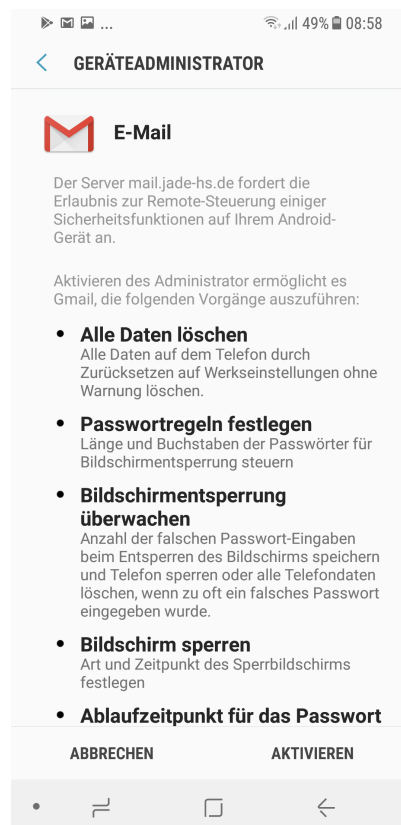 ... 49% 08:58
GERÄTEADMINISTRATOR
E-Mail
Der Server mail.jade-hs.de fordert die
Erlaubnis zur Remote-Steuerung einiger
Sicherheitsfunktionen auf Ihrem Android-
Gerät an.
Aktivieren des Administrator ermöglicht es
Gmail, die folgenden Vorgänge auszuführen:
• Alle Daten löschen
Alle Daten auf dem Telefon durch
Zurücksetzen auf Werkseinstellungen ohne
Warnung löschen.
• Passwortregeln festlegen
Länge und Buchstaben der Passwörter für
Bildschirmentsperrung steuern
• Bildschirmentsperrung
überwachen
Anzahl der falschen Passwort-Eingaben
beim Entsperren des Bildschirms speichern
und Telefon sperren oder alle Telefondaten
löschen, wenn zu oft ein falsches Passwort
eingegeben wurde.
• Bildschirm sperren
Art und Zeitpunkt des Sperrbildschirms
festlegen
• Ablaufzeitpunkt für das Passwort
ABBRECHEN AKTIVIEREN